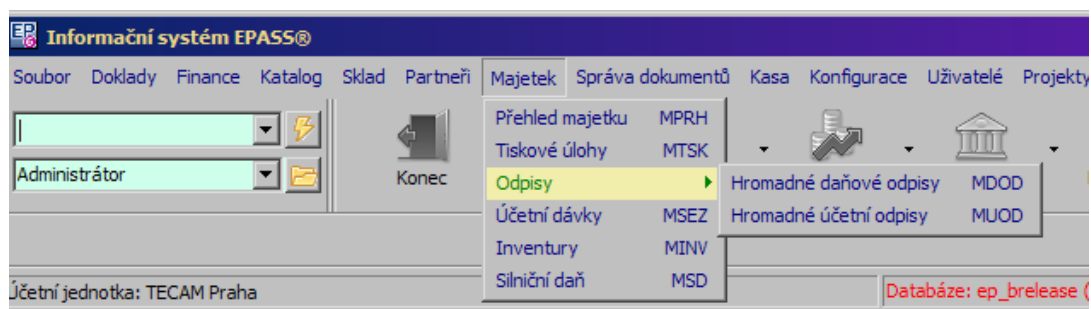 Informační systém EPASS®
Soubor Doklady Finance Katalog Sklad Partneři Majetek Správa dokumentů Kasa Konfigurace Uživatelé Projekty
Přehled majetku MPRH
Tiskové úlohy MTSK
Administrátor
Konec
Odpisy
Hromadné daňové odpisy MDOD
Účetní dávky MSEZ
Hromadné účetní odpisy MUOD
Inventury MINV
Silniční daň MSD
Účetní jednotka: TECAM Praha
Databáze: ep_brelease (